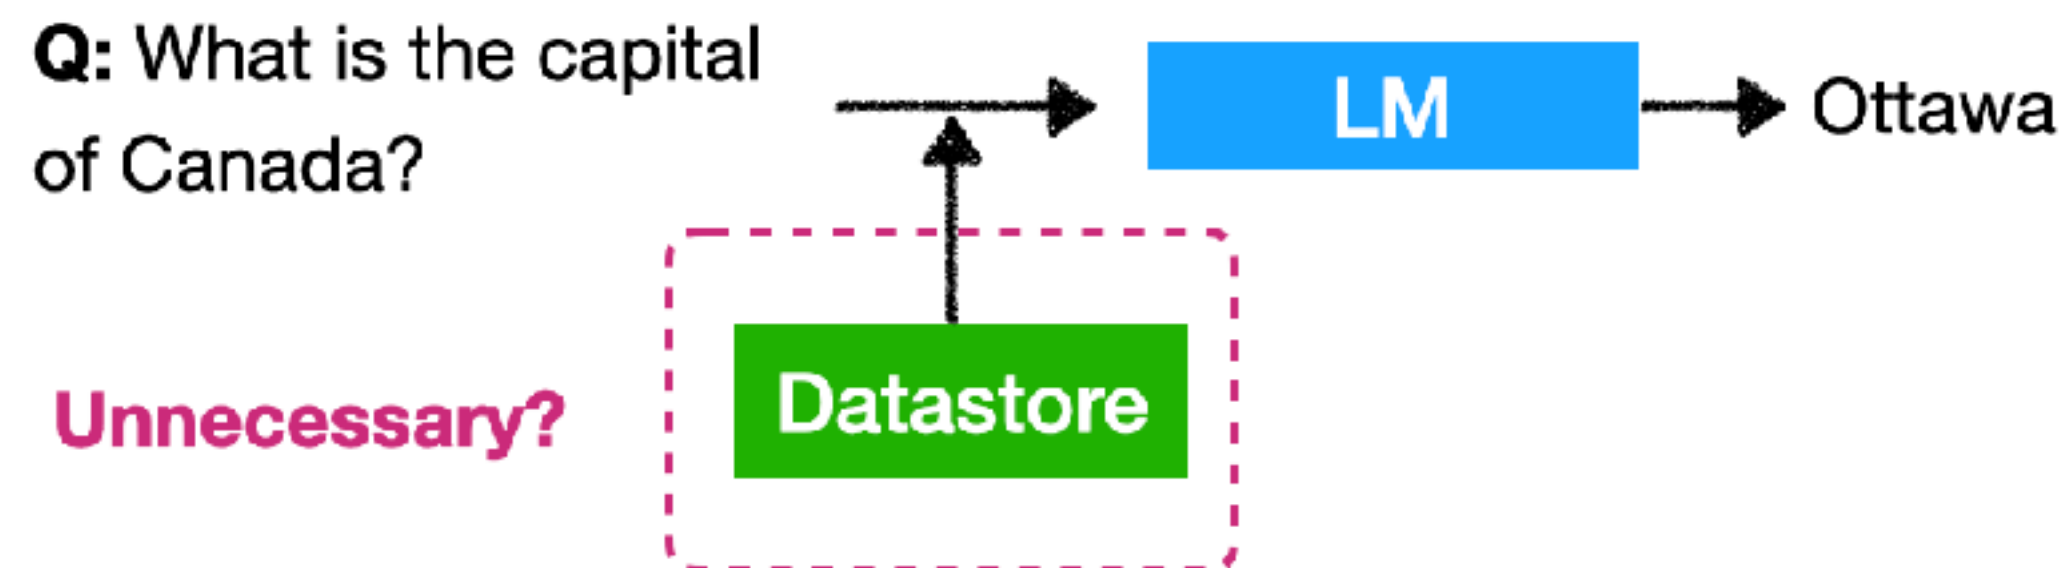 Q: What is the capital
of Canada?
LM
Ottawa
Unnecessary?
Datastore